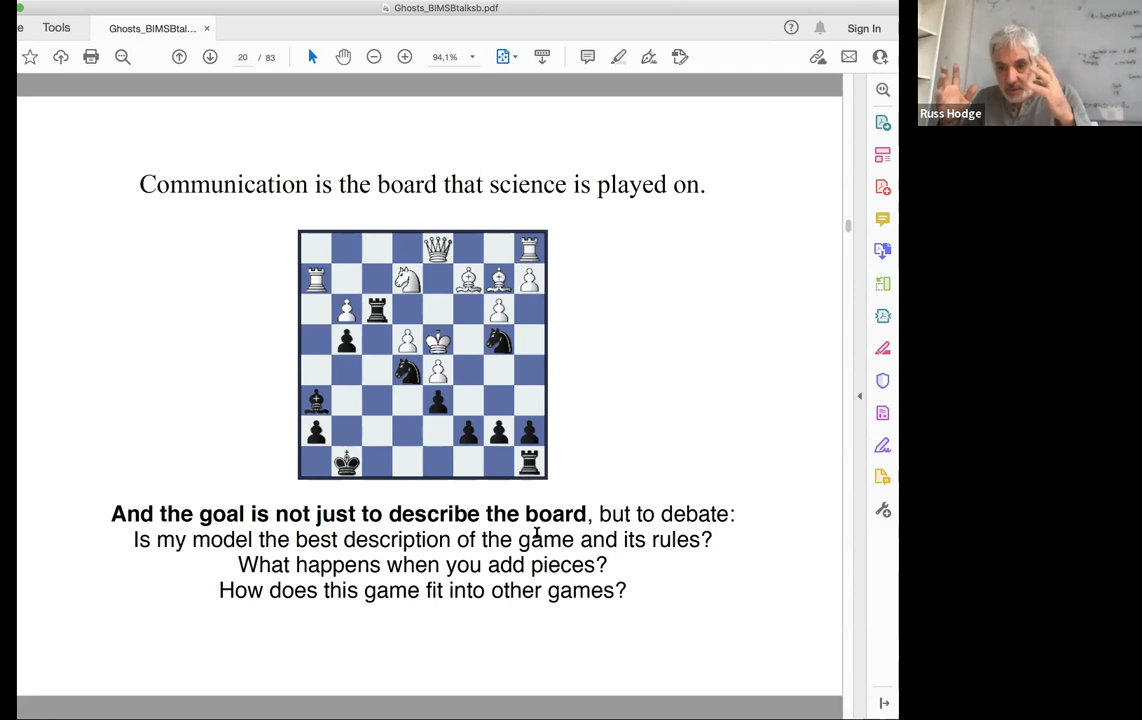 Ghosts_BIMSBtalksb.pdf
e
Tools
Ghosts_BIMSBtal...
×
Sign In
20 / 83
94,1%
Russ Hodge
Communication is the board that science is played on.
And the goal is not just to describe the board, but to debate:
Is my model the best description of the game and its rules?
What happens when you add pieces?
How does this game fit into other games?